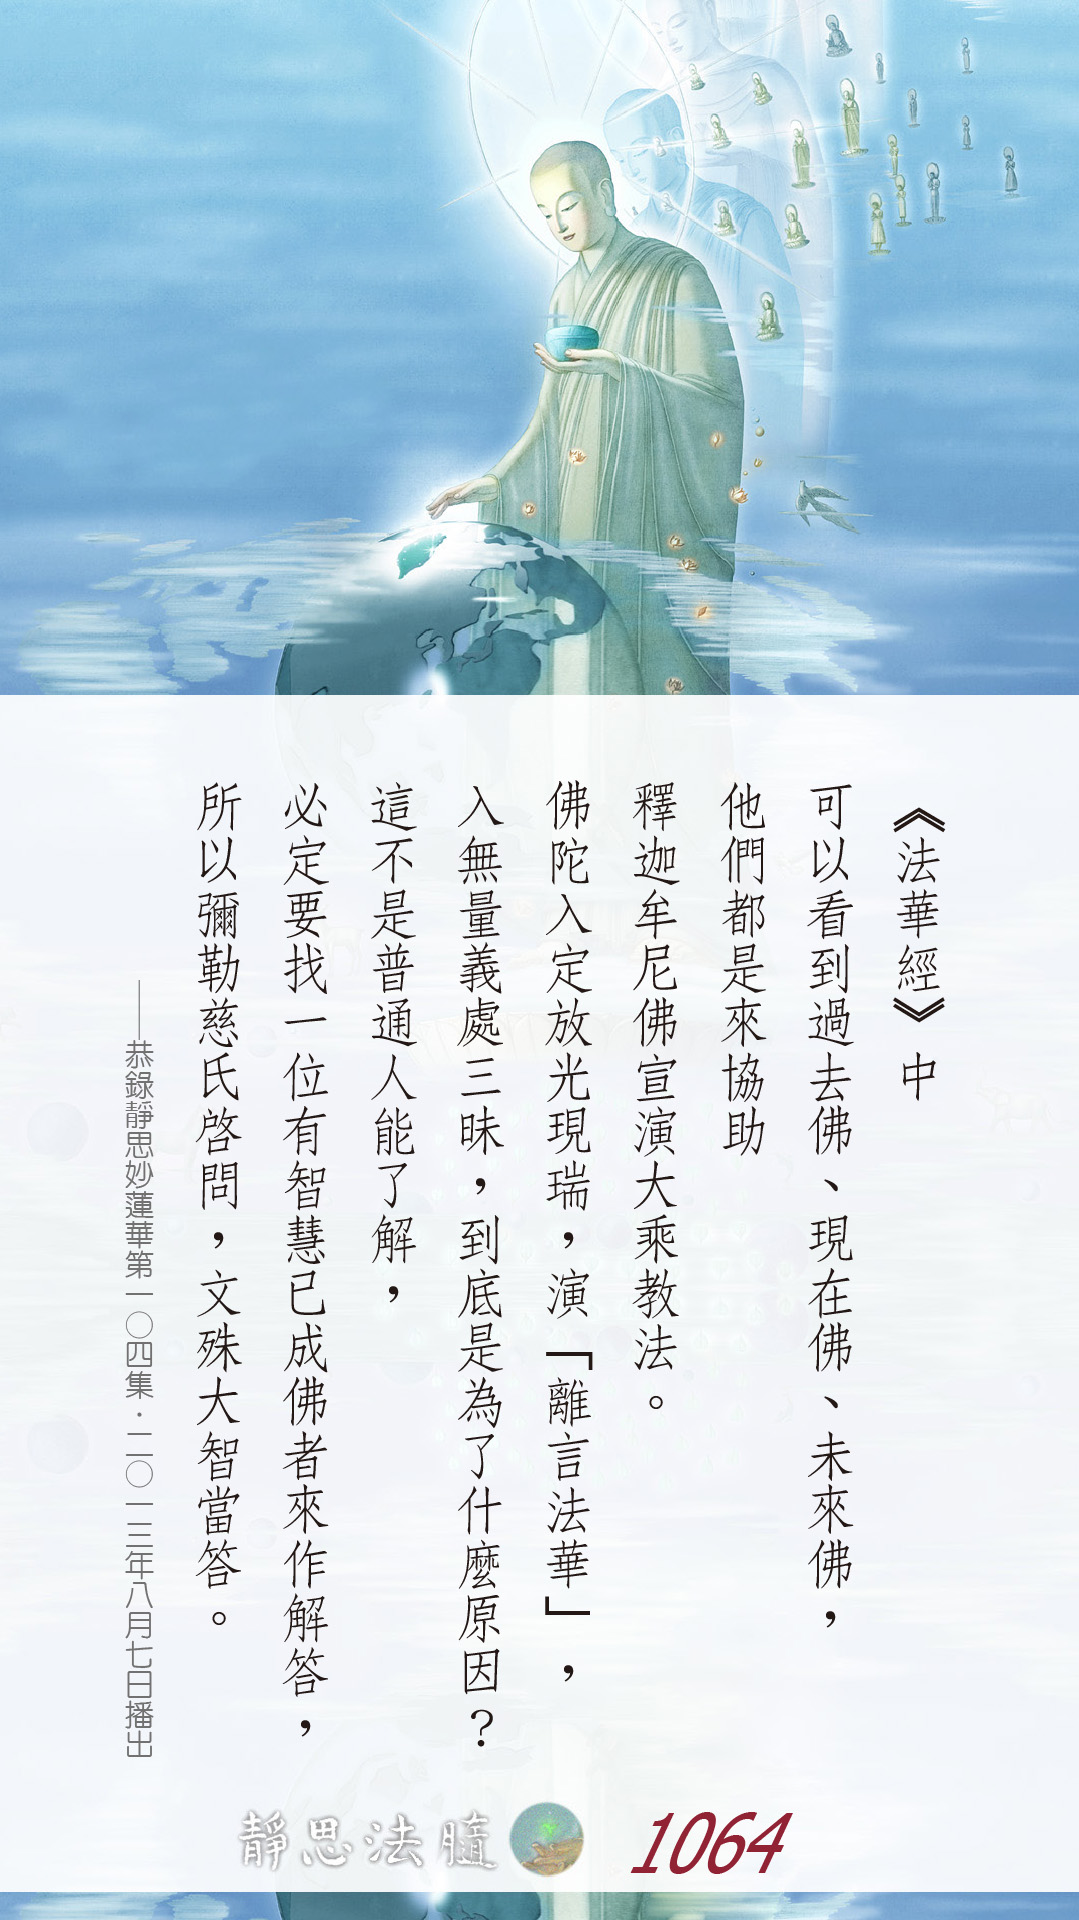 《法華經》中
可以看到過去佛、現在佛、未來佛，
他們都是來協助
釋迦牟尼佛宣演大乘教法。
佛陀入定放光現瑞，演「離言法華」，
入無量義處三昧，到底是為了什麼原因？
這不是普通人能了解，
必定要找一位有智慧已成佛者來作解答，
所以彌勒慈氏啓問，文殊大智當答。
——恭錄靜思妙蓮華第一〇四集．二〇一三年八月七日播出
靜思法髓
1064